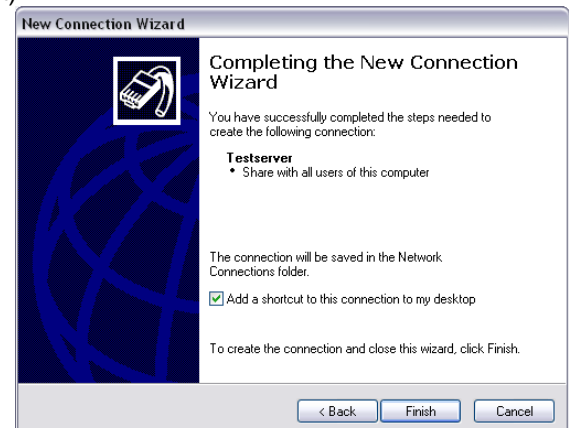 )
New Connection Wizard
Completing the New Connection
Wizard
You have successfully completed the steps needed to
create the following connection:
Testserver
• Share with all users of this computer
The connection will be saved in the Network
Connections folder.
Add a shortcut to this connection to my desktop
To create the connection and close this wizard, click Finish.
< Back
Finish
Cancel